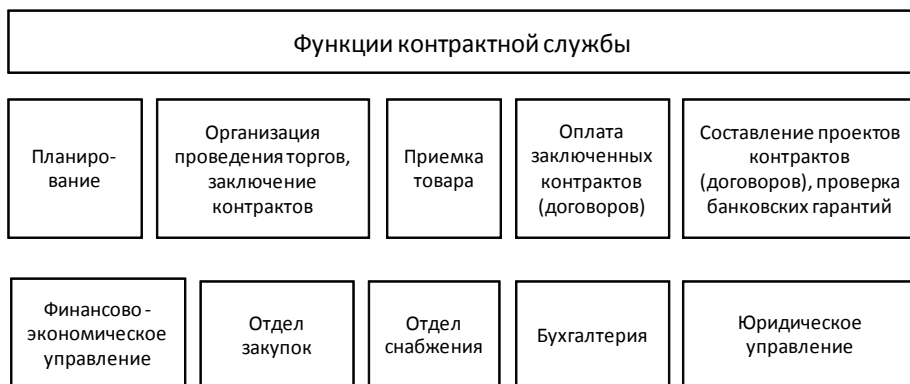 Функции контрактной службы
Планиро-
вание
Организация
проведения торгов,
заключение
контрактов
Приемка
товара
Оплата
заключенных
контрактов
(договоров)
Составление проектов
контрактов
(договоров), проверка
банковских гарантий
Финансово -
экономическое
управление
Отдел
закупок
Отдел
снабжения
Бухгалтерия
Юридическое
управление